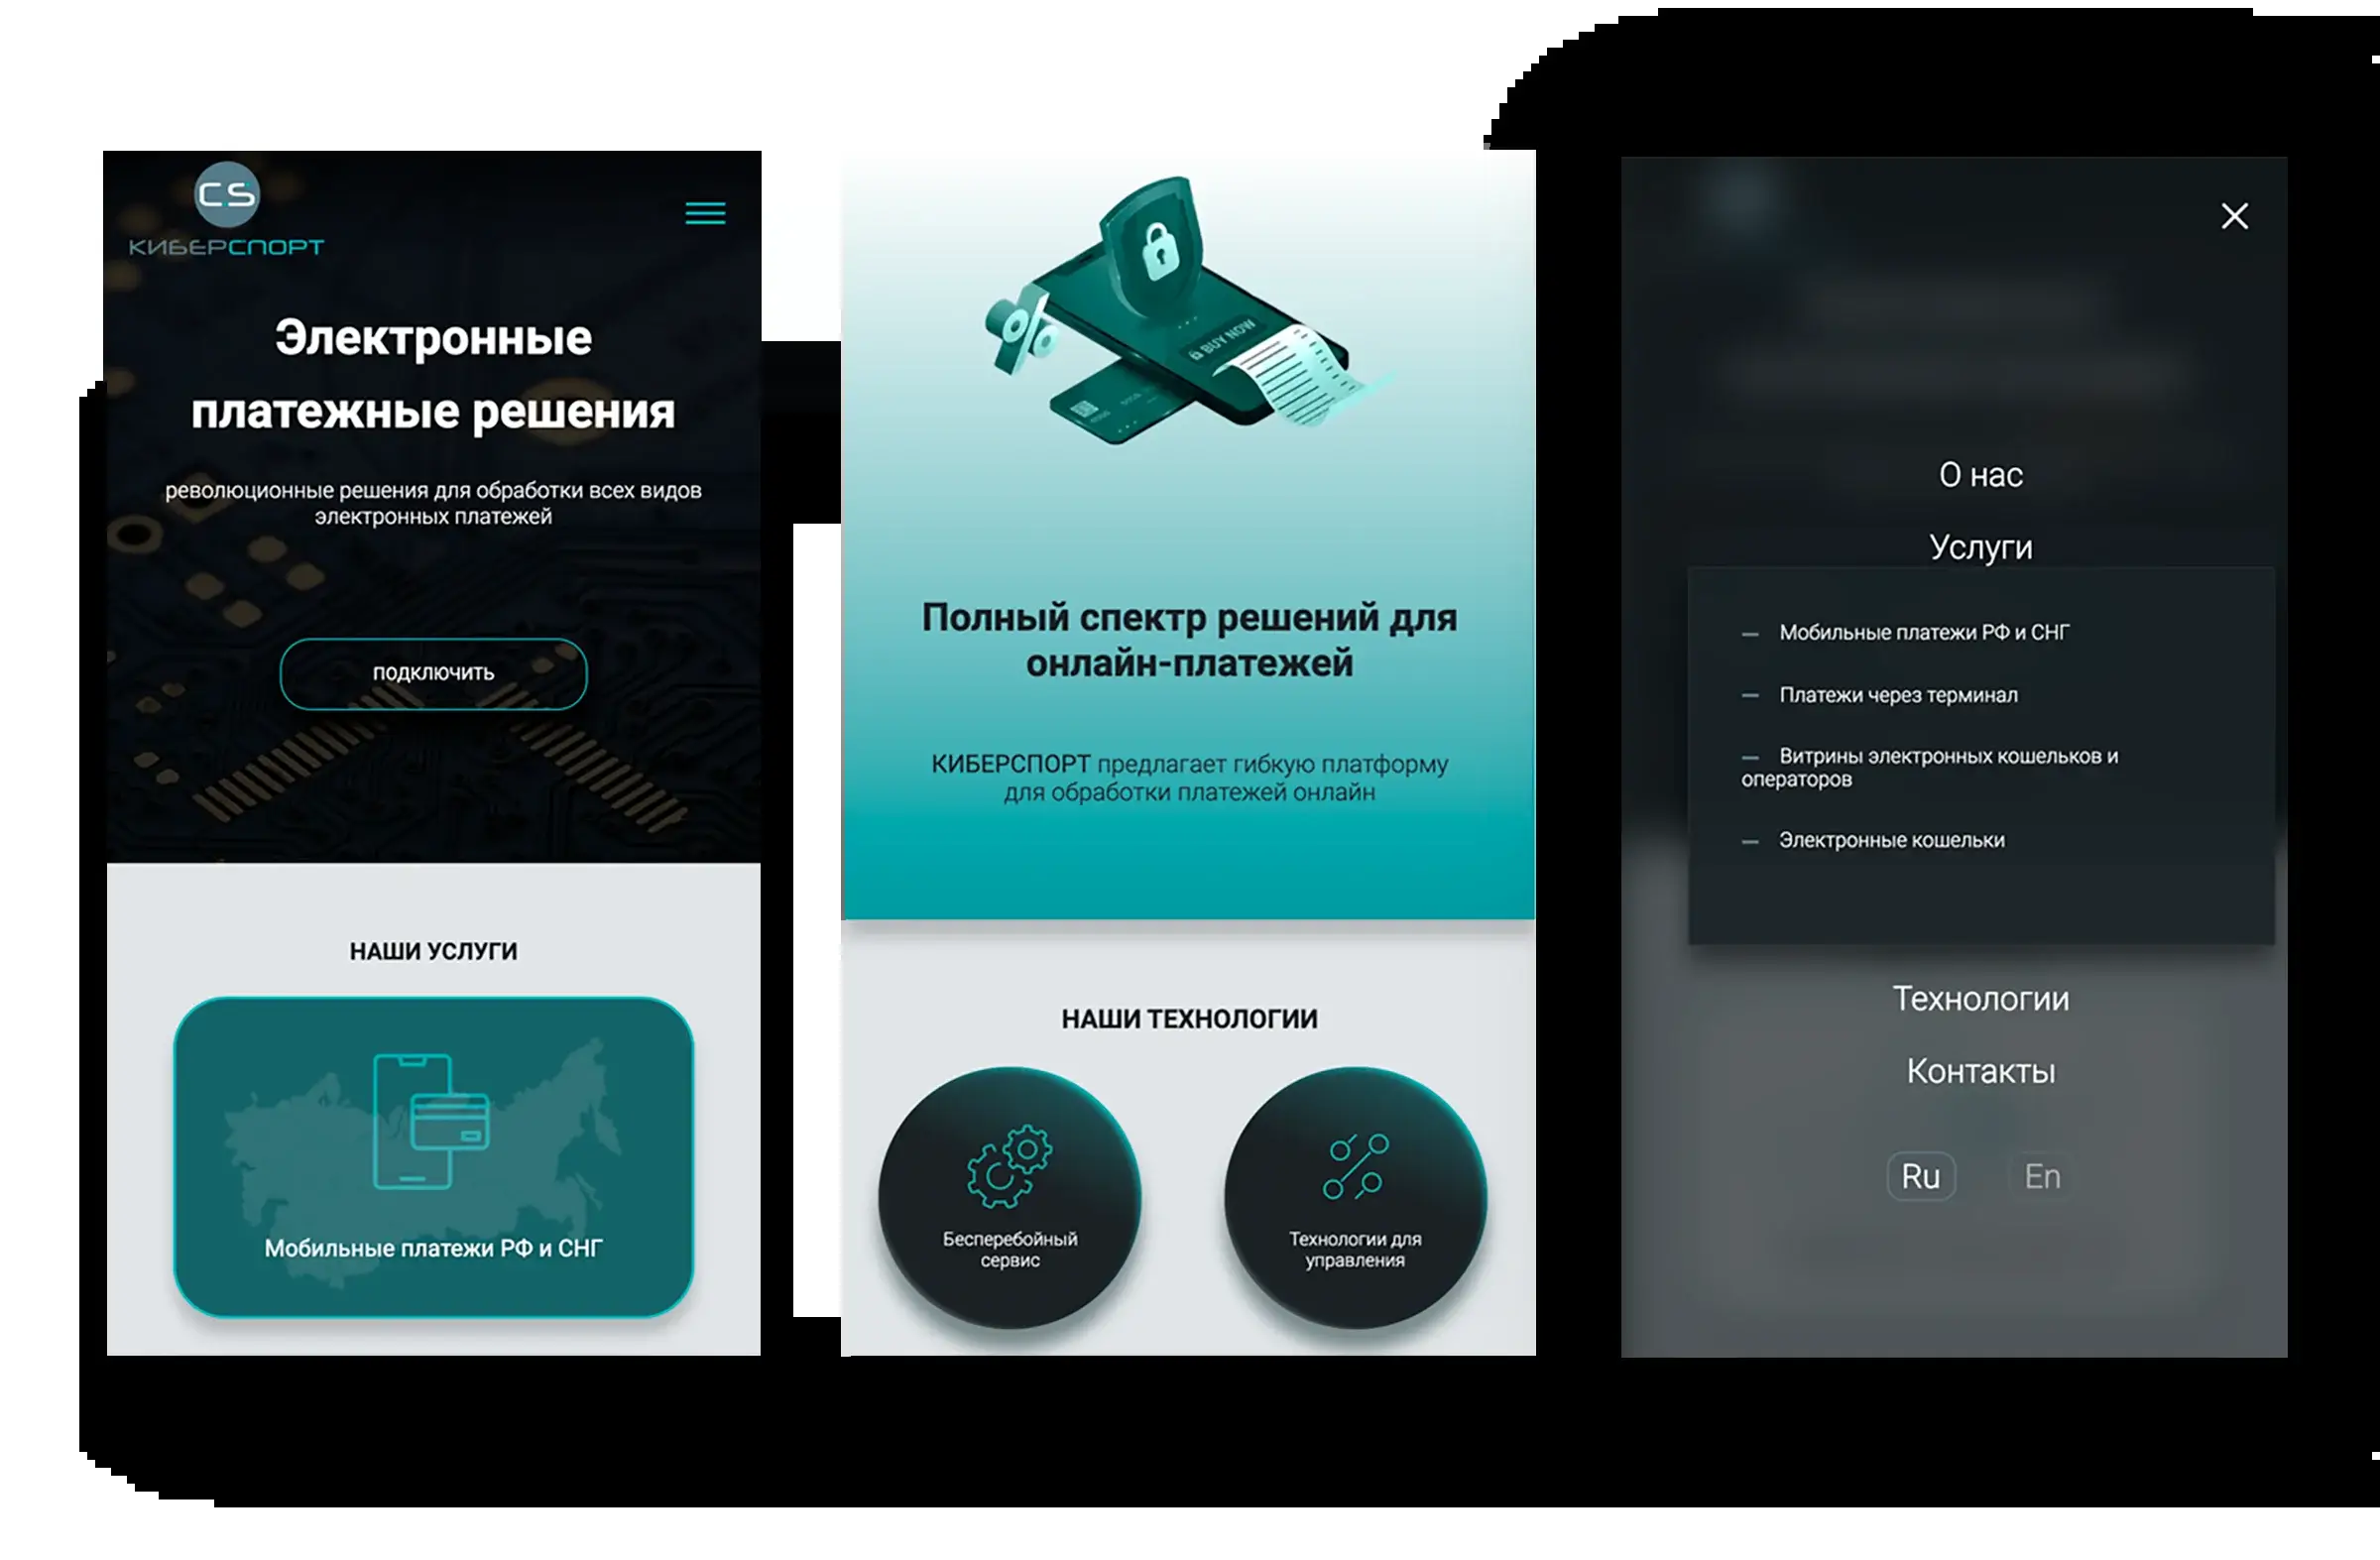 CS
КИБЕРСПОРТ
Электронные
платежные решения
революционные решения для обработки всех видов
электронных платежей
подключить
НАШИ УСЛУГИ
Мобильные платежи РФ и СНГ
BUY NOW
Полный спектр решений для
онлайн-платежей
КИБЕРСПОРТ предлагает гибкую платформу
для обработки платежей онлайн
НАШИ ТЕХНОЛОГИИ
Бесперебойный
сервис
Технологии для
управления
О нас
Услуги
— Мобильные платежи РФ и СНГ
— Платежи через терминал
— Витрины электронных кошельков и
операторов
— Электронные кошельки
Технологии
Контакты
Ru
En